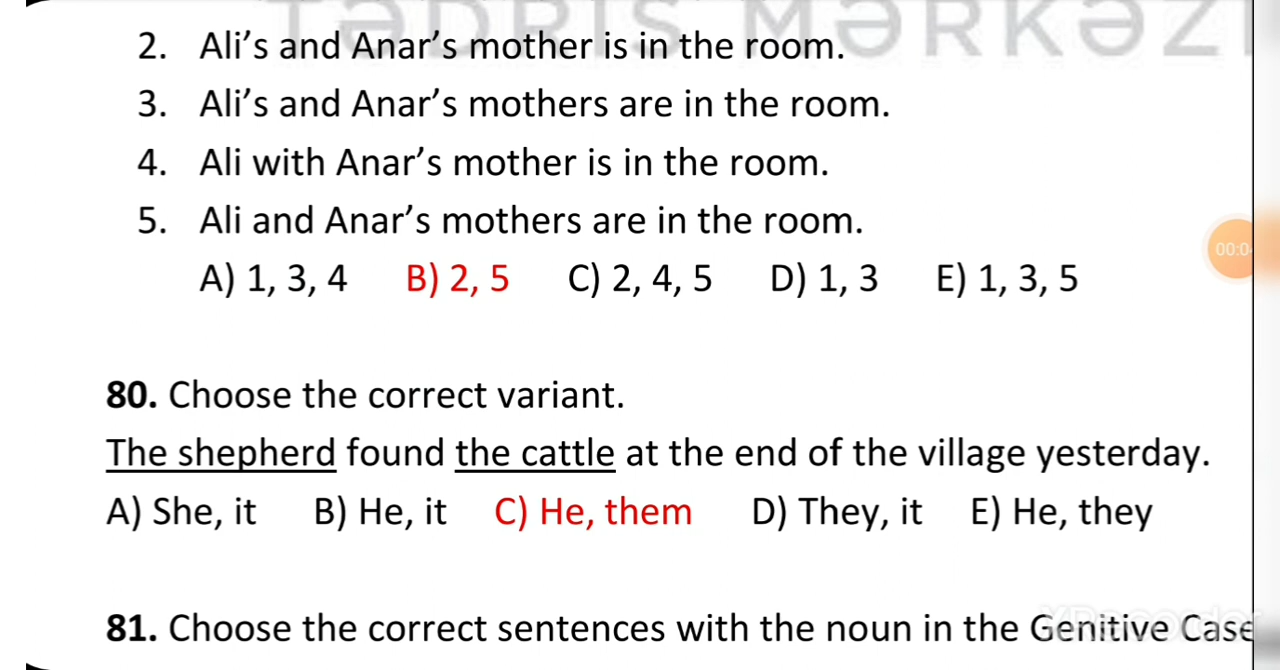 TƏDRİS MƏRKƏZİ
2. Ali’s and Anar’s mother is in the room.
3. Ali’s and Anar’s mothers are in the room.
4. Ali with Anar’s mother is in the room.
5. Ali and Anar’s mothers are in the room.
A) 1, 3, 4 B) 2, 5 C) 2, 4, 5 D) 1, 3 E) 1, 3, 5
00:0
80. Choose the correct variant.
The shepherd found the cattle at the end of the village yesterday.
A) She, it B) He, it C) He, them D) They, it E) He, they
81. Choose the correct sentences with the noun in the Genitive Case